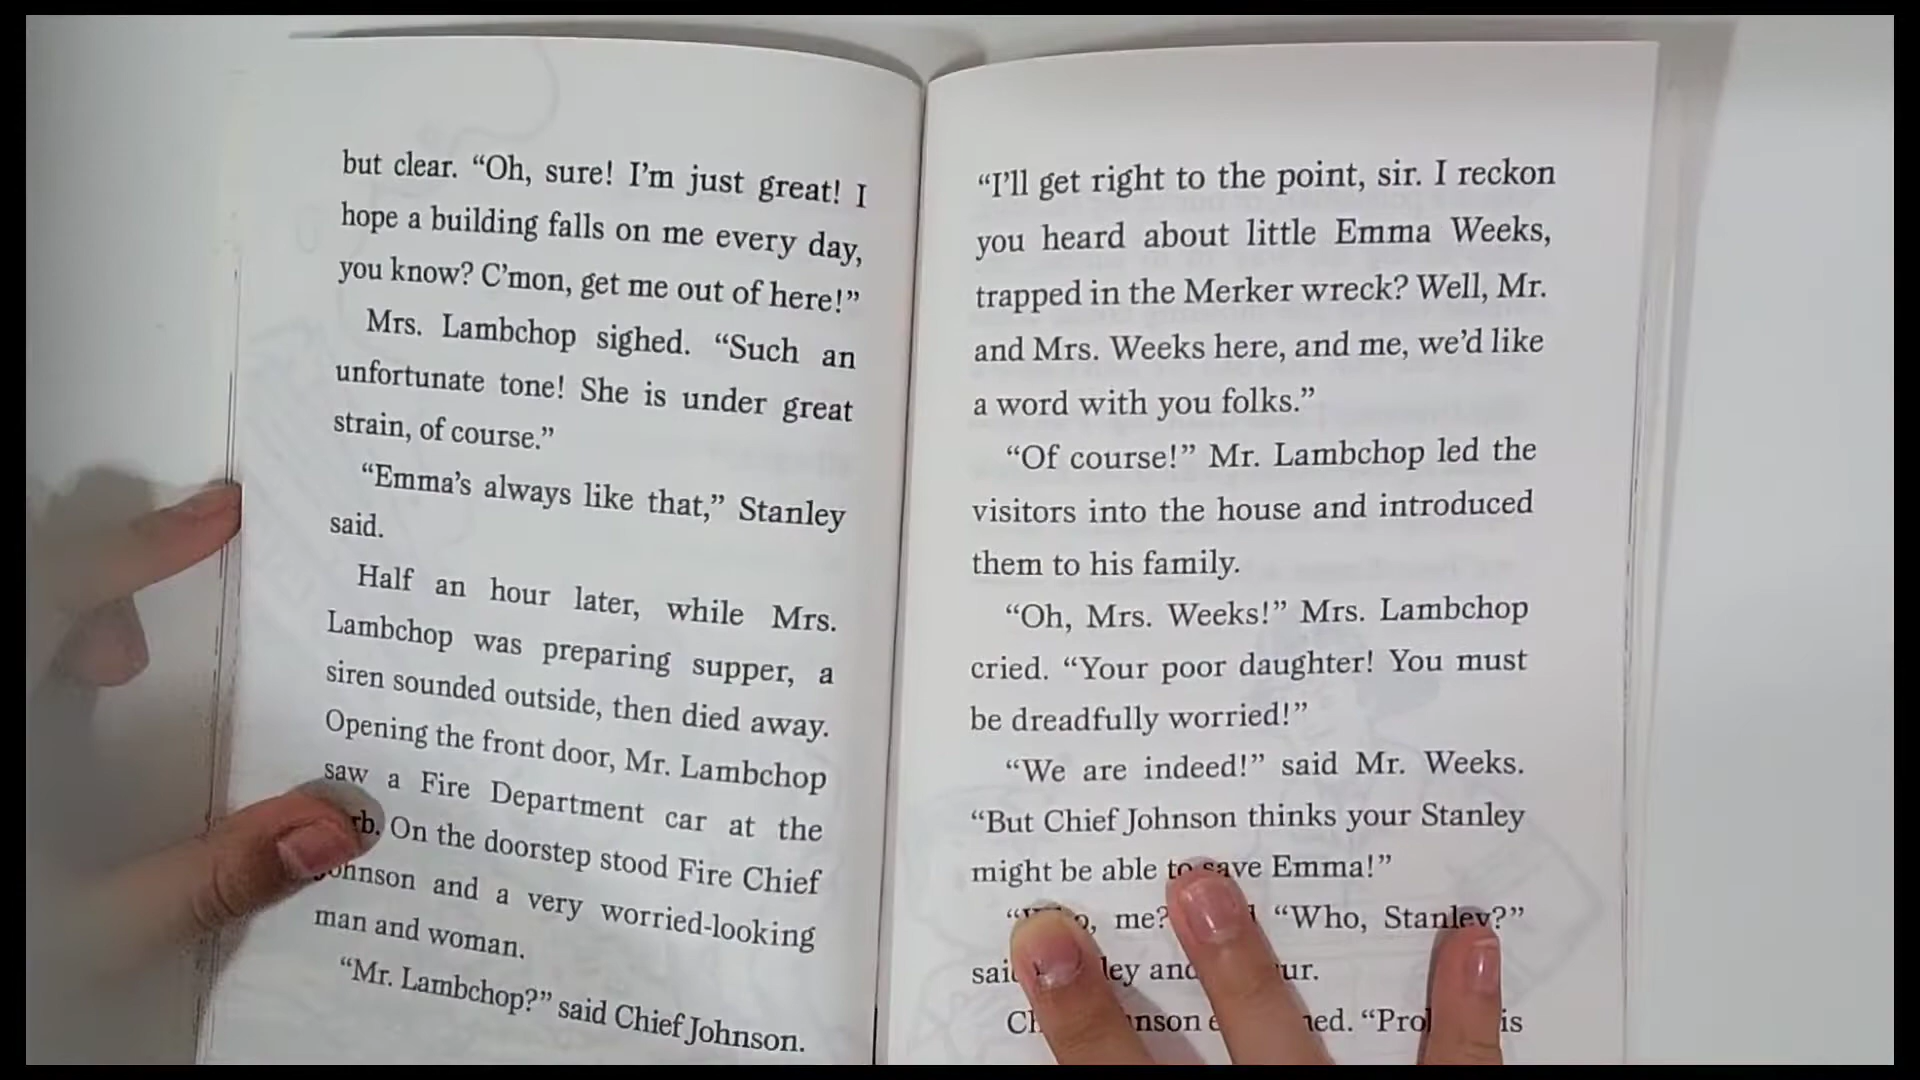 but clear. “Oh, sure! I’m just great! I
hope a building falls on me every day,
you know? C’mon, get me out of here!”
Mrs. Lambchop sighed. “Such an
unfortunate tone! She is under great
strain, of course.”
“Emma’s always like that,” Stanley
said.
Half an hour later, while Mrs.
Lambchop was preparing supper, a
siren sounded outside, then died away.
Opening the front door, Mr. Lambchop
saw a Fire Department car at the
On the doorstep stood Fire Chief
Johnson and a very worried-looking
man and woman.
“Mr. Lambchop?” said Chief Johnson.
“I’ll get right to the point, sir. I reckon
you heard about little Emma Weeks,
trapped in the Merker wreck? Well, Mr.
and Mrs. Weeks here, and me, we’d like
a word with you folks.”
“Of course!” Mr. Lambchop led the
visitors into the house and introduced
them to his family.
“Oh, Mrs. Weeks!” Mrs. Lambchop
cried. “Your poor daughter! You must
be dreadfully worried!”
“We are indeed!” said Mr. Weeks.
“But Chief Johnson thinks your Stanley
might be able to save Emma!”
me? “Who, Stanley?”
and
is